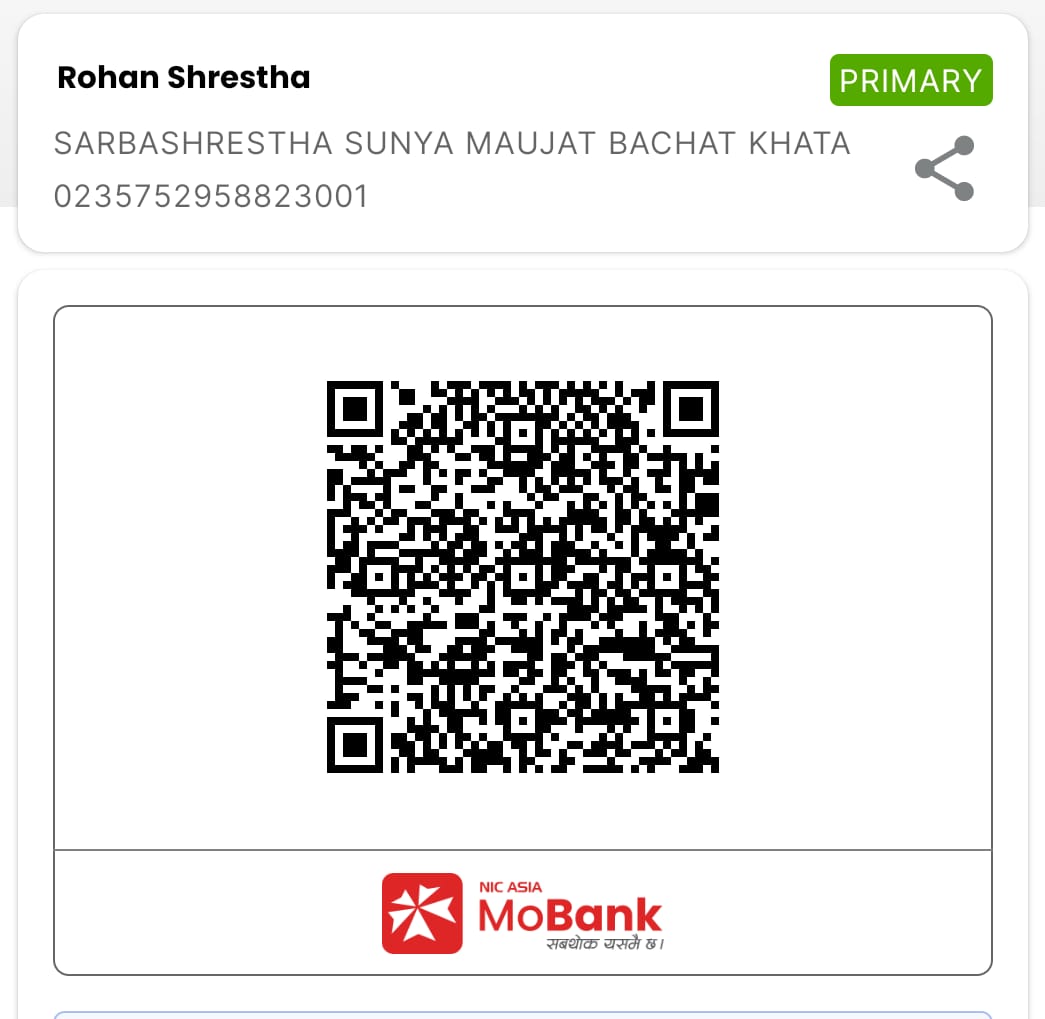 Rohan Shrestha
PRIMARY
SARBASHRESTHA SUNYA MAUJAT BACHAT KHATA
0235752958823001
NIC ASIA
MoBank
सबथोक यसमै छ।